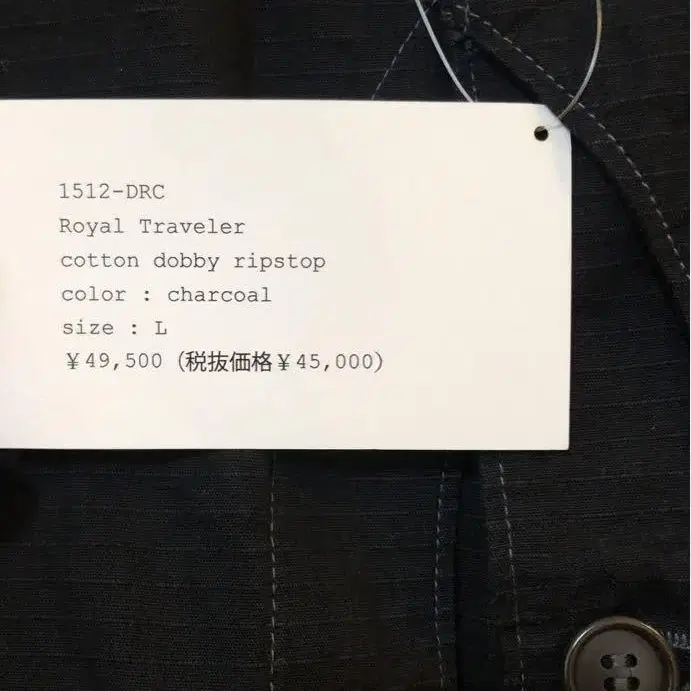 1512-DRC
Royal Traveler
cotton dobby ripstop
color : charcoal
size : L
￥49,500 (税抜価格￥45,000)